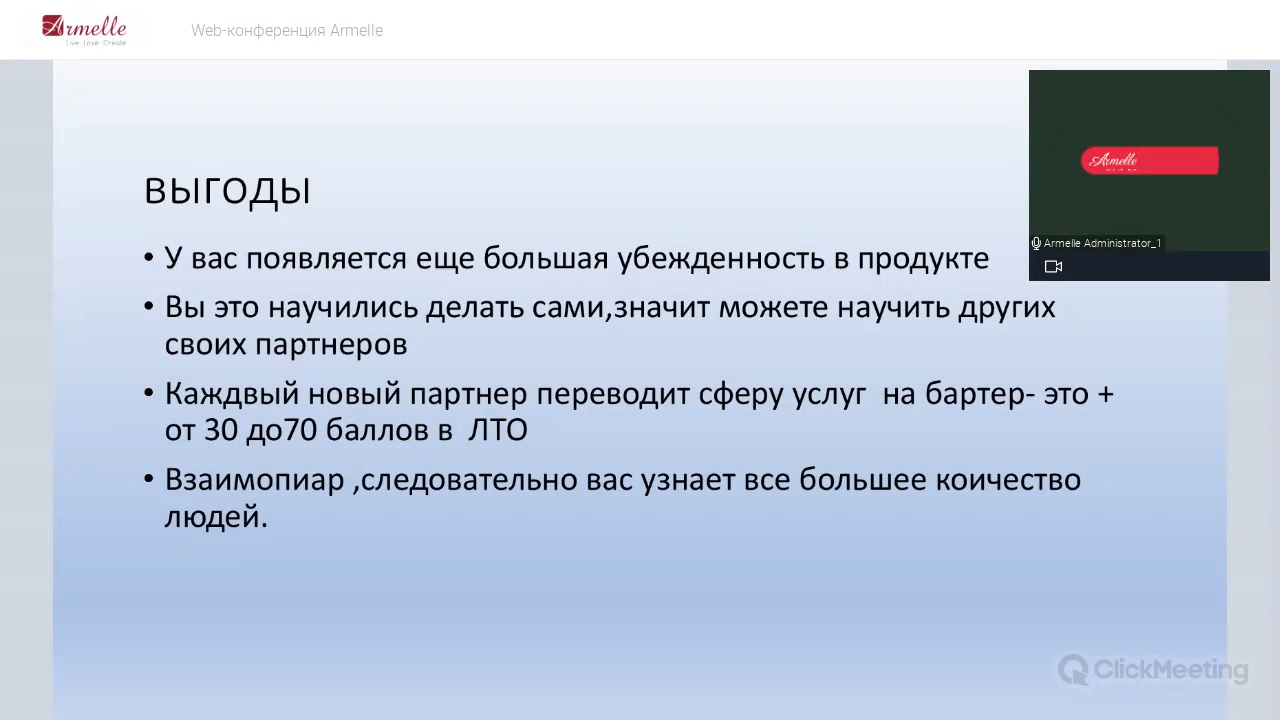 Armelle
Live. Love. Create
Web-конференция Armelle
Armelle
Armelle Administrator_1
ВЫГОДЫ
• У вас появляется еще большая убежденность в продукте
• Вы это научились делать сами,значит можете научить других
своих партнеров
• Каждвый новый партнер переводит сферу услуг на бартер- это +
от 30 до70 баллов в ЛТО
• Взаимопиар ,следовательно вас узнает все большее коичество
людей.
ClickMeeting